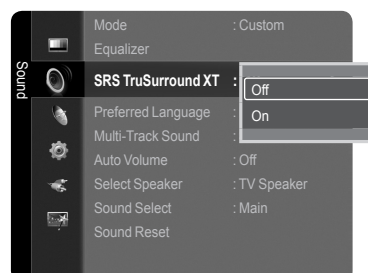 Sound
Mode : Custom
Equalizer
SRS TruSurround XT :
Off
On
Preferred Language :
Multi-Track Sound :
Auto Volume : Off
Select Speaker : TV Speaker
Sound Select : Main
Sound Reset